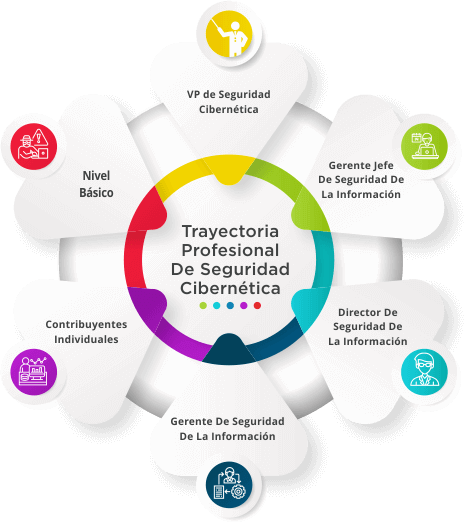 VP de Seguridad
Cibernética
Gerente Jefe
De Seguridad De
La Información
Nivel
Básico
Trayectoria
Profesional
De Seguridad
Cibernética
Director De
Seguridad De
La Información
Contribuyentes
Individuales
Gerente De Seguridad
De La Información